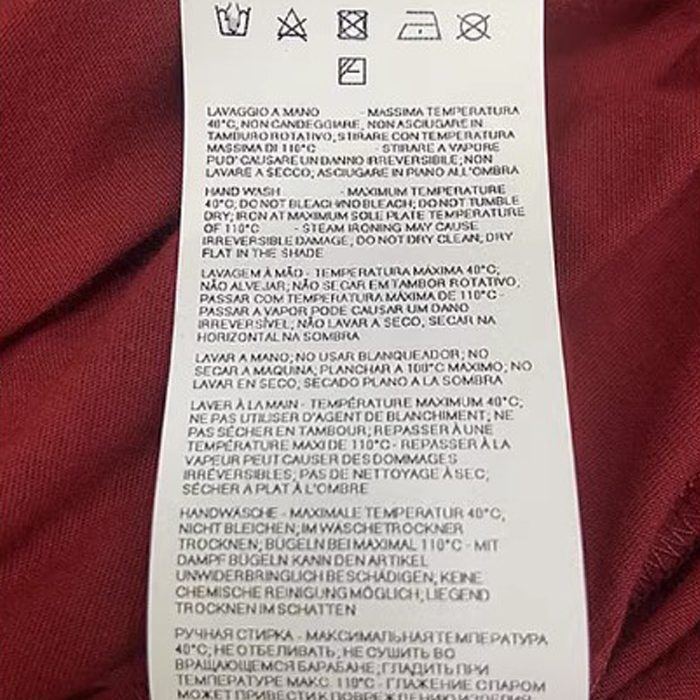 LAVAGGIO A MANO - MASSIMA TEMPERATURA
40°C, NON CANDEGGIARE, NON ASCIUGARE IN
TAMBURO ROTATIVO, STIRARE CON TEMPERATURA
MASSIMA DI 110°C - STIRARE A VAPORE
PUO' CAUSARE UN DANNO IRREVERSIBILE; NON
LAVARE A SECCO; ASCIUGARE IN PIANO ALL'OMBRA
HAND WASH - MAXIMUM TEMPERATURE
40°C; DO NOT BLEACH/NO BLEACH; DO NOT TUMBLE
DRY; IRON AT MAXIMUM SOLE PLATE TEMPERATURE
OF 110°C - STEAM IRONING MAY CAUSE
IRREVERSIBLE DAMAGE; DO NOT DRY CLEAN; DRY
FLAT IN THE SHADE
LAVAGEM À MÃO - TEMPERATURA MÁXIMA 40°C;
NÃO ALVEJAR; NÃO SECAR EM TAMBOR ROTATIVO;
PASSAR COM TEMPERATURA MÁXIMA DE 110°C -
PASSAR A VAPOR PODE CAUSAR UM DANO
IRREVERSÍVEL; NÃO LAVAR A SECO, SECAR NA
HORIZONTAL NA SOMBRA
LAVAR A MANO; NO USAR BLANQUEADOR; NO
SECAR A MAQUINA; PLANCHAR A 100°C MAXIMO; NO
LAVAR EN SECO, SECADO PLANO A LA SOMBRA
LAVER À LA MAIN - TEMPÉRATURE MAXIMUM 40°C;
NE PAS UTILISER D'AGENT DE BLANCHIMENT; NE
PAS SÉCHER EN TAMBOUR; REPASSER À UNE
TEMPÉRATURE MAXI DE 110°C - REPASSER À LA
VAPEUR PEUT CAUSER DES DOMMAGES
IRRÉVERSIBLES; PAS DE NETTOYAGE À SEC;
SÉCHER A PLAT À L'OMBRE
HANDWÄSCHE - MAXIMALE TEMPERATUR 40°C,
NICHT BLEICHEN; IM WÄSCHETROCKNER
TROCKNEN; BÜGELN BEI MAXIMAL 110°C - MIT
DAMPF BÜGELN KANN DEN ARTIKEL
UNWIDERBRINGLICH BESCHÄDIGEN; KEINE
CHEMISCHE REINIGUNG MÖGLICH; LIEGEND
TROCKNEN IM SCHATTEN
РУЧНАЯ СТИРКА - МАКСИМАЛЬНАЯ ТЕМПЕРАТУРА
40°C; НЕ ОТБЕЛИВАТЬ; НЕ СУШИТЬ ВО
ВРАЩАЮЩЕМСЯ БАРАБАНЕ; ГЛАДИТЬ ПРИ
ТЕМПЕРАТУРЕ МАКС. 110°C - ГЛАЖЕНИЕ С ПАРОМ
МОЖЕТ ПРИВЕСТИ К ПОВРЕЖДЕНИЮ ИЗДЕЛИЯ